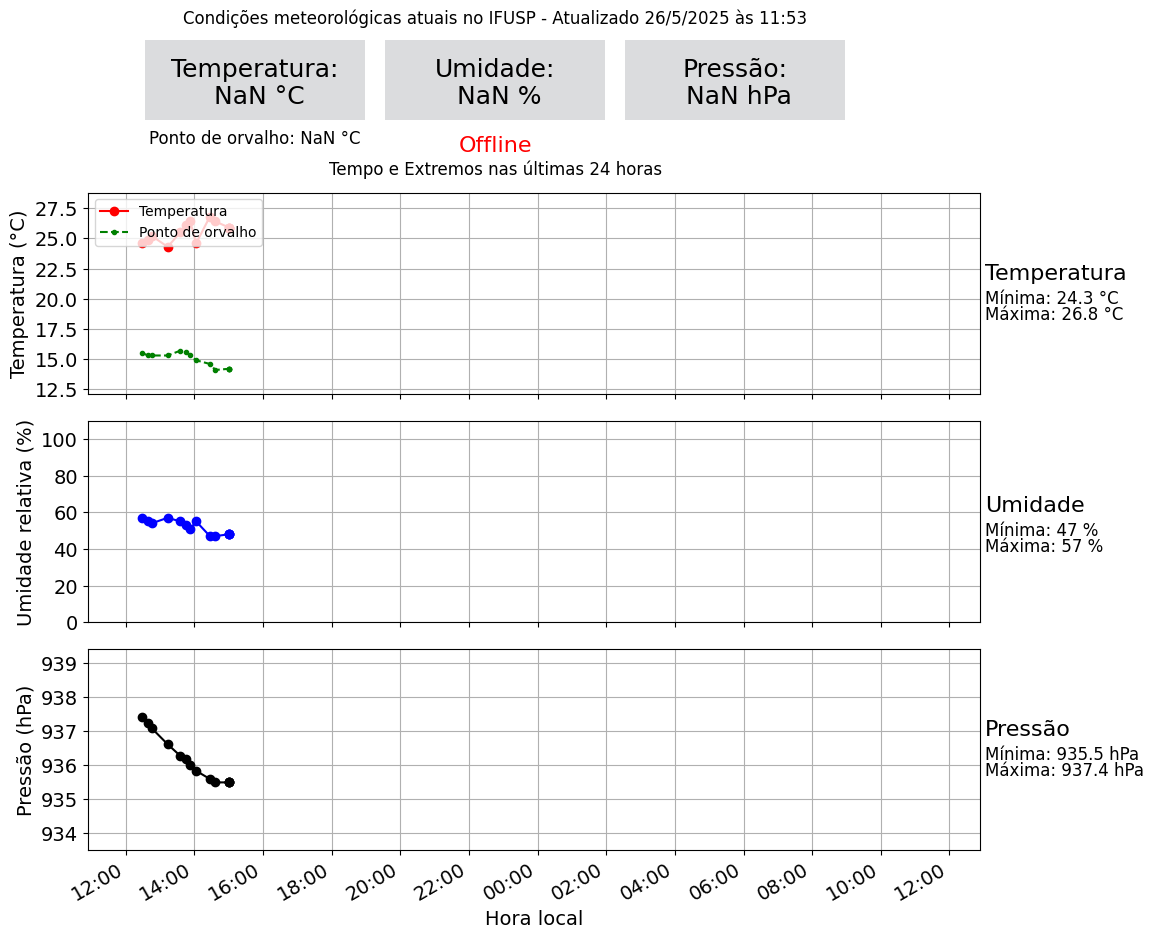 Condições meteorológicas atuais no IFUSP - Atualizado 26/5/2025 às 11:53
Temperatura:
NaN °C
Umidade:
NaN %
Pressão:
NaN hPa
Ponto de orvalho: NaN °C
Offline
Tempo e Extremos nas últimas 24 horas
Temperatura (°C)
27.5
25.0
22.5
20.0
17.5
15.0
12.5
Temperatura
Ponto de orvalho
Temperatura
Mínima: 24.3 °C
Máxima: 26.8 °C
Umidade relativa (%)
100
80
60
40
20
0
Umidade
Mínima: 47 %
Máxima: 57 %
Pressão (hPa)
939
938
937
936
935
934
Pressão
Mínima: 935.5 hPa
Máxima: 937.4 hPa
12:00
14:00
16:00
18:00
20:00
22:00
00:00
02:00
04:00
06:00
08:00
10:00
12:00
Hora local